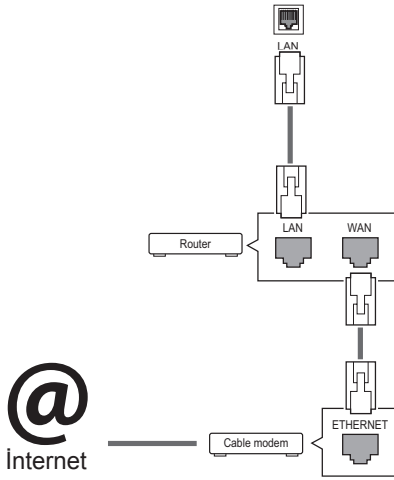 LAN
LAN WAN
Router
ETHERNET
@
Cable modem
İnternet